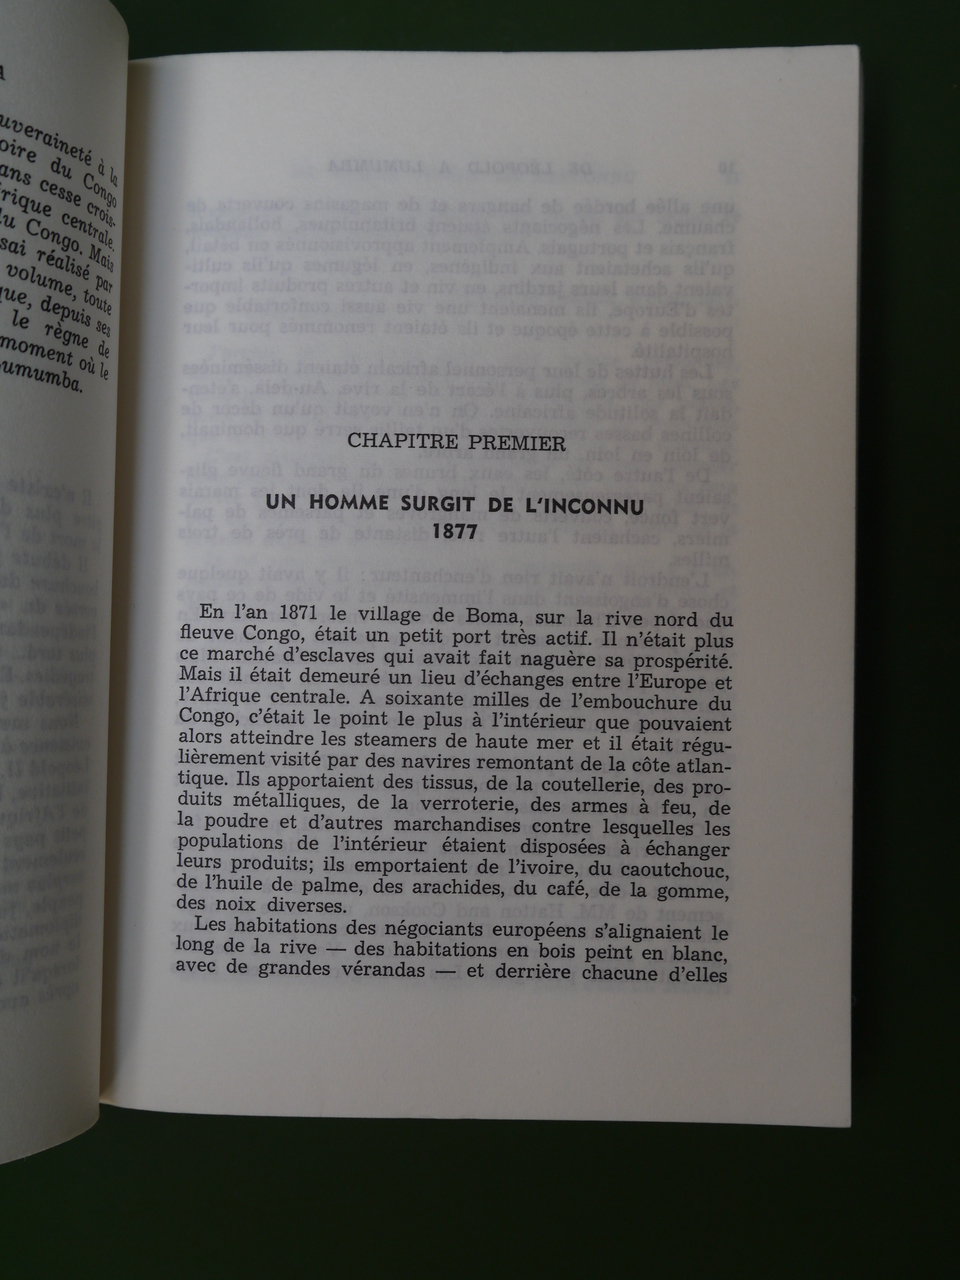 A
uveraineté à la
oire du Congo
ans cesse crois-
rique centrale.
du Congo. Mais
sai réalisé par
volume, toute
que, depuis ses
le règne de
moment où le
umumba.
CHAPITRE PREMIER
UN HOMME SURGIT DE L'INCONNU
1877
En l'an 1871 le village de Boma, sur la rive nord du
fleuve Congo, était un petit port très actif. Il n'était plus
ce marché d'esclaves qui avait fait naguère sa prospérité.
Mais il était demeuré un lieu d'échanges entre l'Europe et
l'Afrique centrale. A soixante milles de l'embouchure du
Congo, c'était le point le plus à l'intérieur que pouvaient
alors atteindre les steamers de haute mer et il était régu-
lièrement visité par des navires remontant de la côte atlan-
tique. Ils apportaient des tissus, de la coutellerie, des pro-
duits métalliques, de la verroterie, des armes à feu, de
la poudre et d'autres marchandises contre lesquelles les
populations de l'intérieur étaient disposées à échanger
leurs produits; ils emportaient de l'ivoire, du caoutchouc,
de l'huile de palme, des arachides, du café, de la gomme,
des noix diverses.
Les habitations des négociants européens s'alignaient le
long de la rive — des habitations en bois peint en blanc,
avec de grandes vérandas — et derrière chacune d'elles